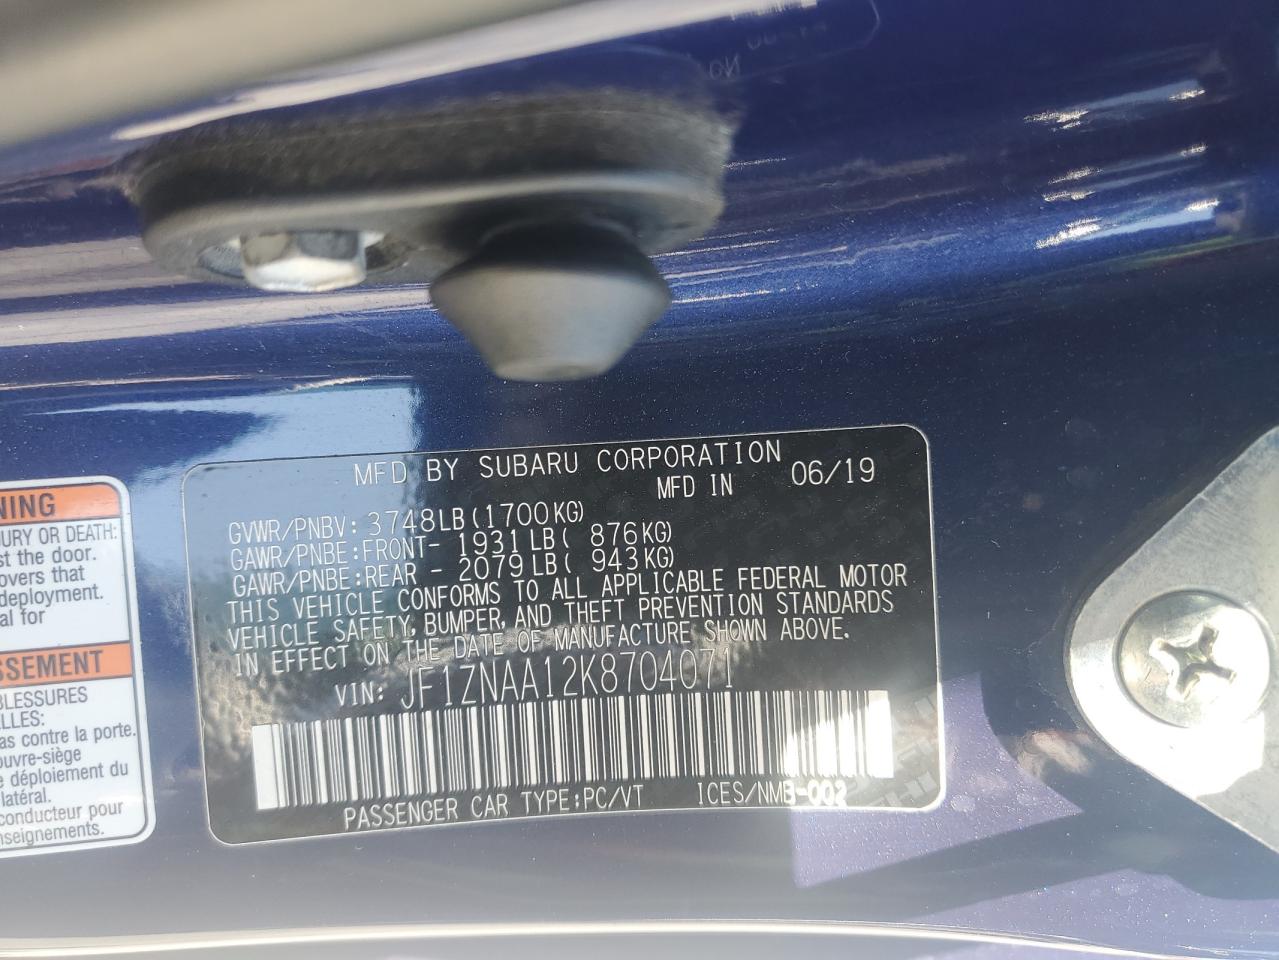 MFD BY SUBARU CORPORATION
MFD IN 06/19
GVWR/PNBV: 3748LB(1700KG)
GAWR/PNBE:FRONT- 1931LB( 876KG)
GAWR/PNBE:REAR - 2079LB( 943KG)
THIS VEHICLE CONFORMS TO ALL APPLICABLE FEDERAL MOTOR
VEHICLE SAFETY, BUMPER, AND THEFT PREVENTION STANDARDS
IN EFFECT ON THE DATE OF MANUFACTURE SHOWN ABOVE.
VIN: JF1ZNAA12K8704071
PASSENGER CAR TYPE:PC/VT ICES/NMB-002
NING
URY OR DEATH:
st the door.
overs that
deployment.
al for
SSEMENT
BLESSURES
LLES:
as contre la porte.
ouvre-siège
e déploiement du
latéral.
conducteur pour
nseignements.